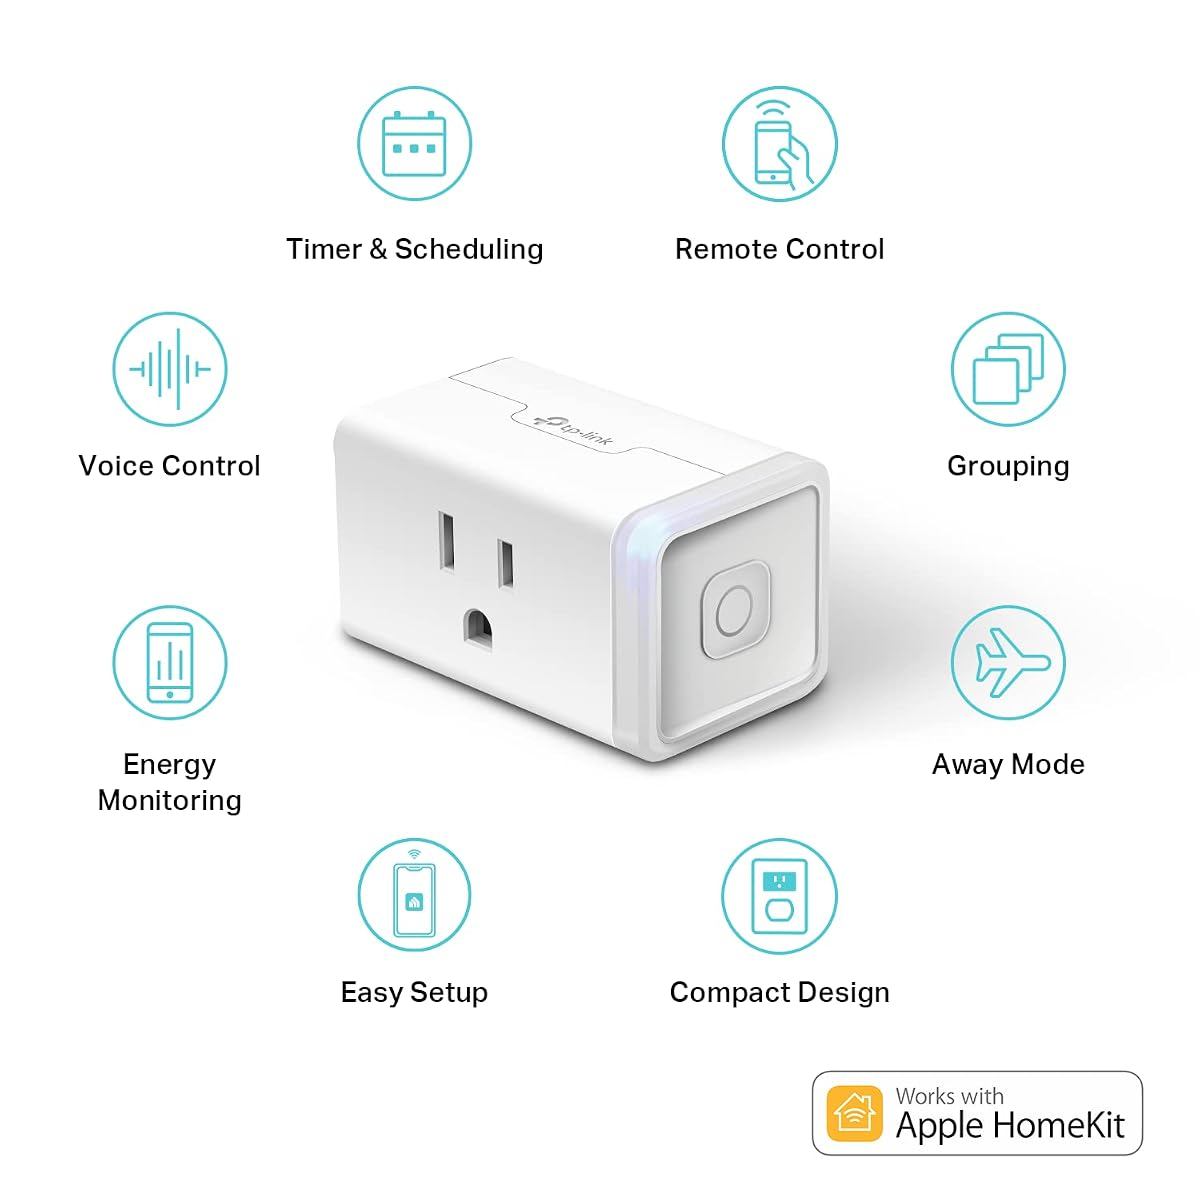 Timer & Scheduling
Remote Control
Voice Control
Grouping
tp-link
Energy
Monitoring
Away Mode
Easy Setup
Compact Design
Works with
Apple HomeKit